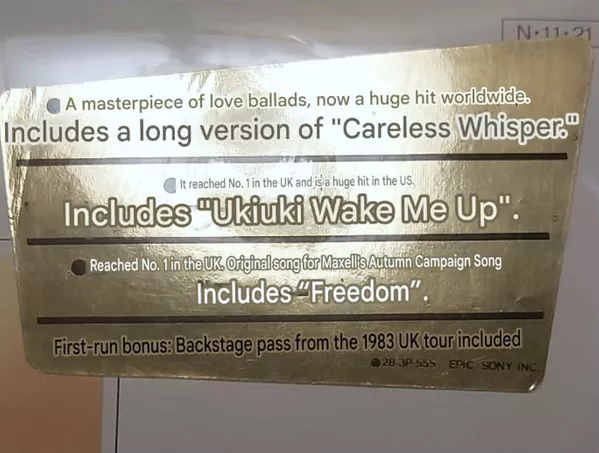 N·11·21
A masterpiece of love ballads, now a huge hit worldwide.
Includes a long version of "Careless Whisper."
It reached No. 1 in the UK and is a huge hit in the US.
Includes "Ukiuki Wake Me Up".
Reached No. 1 in the UK. Original song for Maxell's Autumn Campaign Song
Includes “Freedom”.
First-run bonus: Backstage pass from the 1983 UK tour included
●28·3P-555 EPIC/SONY INC.